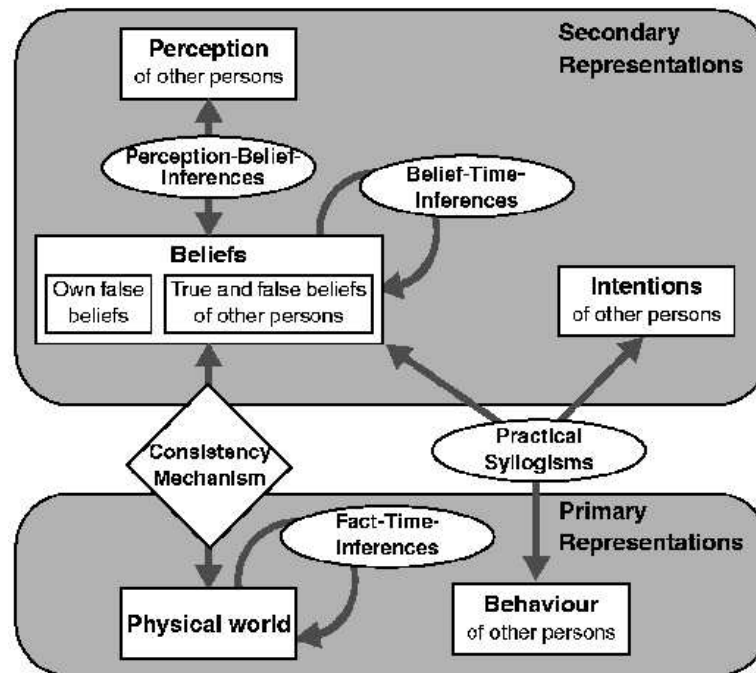 Secondary
Representations
Perception
of other persons
Perception-Belief-
Inferences
Belief-Time-
Inferences
Beliefs
Own false
beliefs
True and false beliefs
of other persons
Intentions
of other persons
Consistency
Mechanism
Practical
Syllogisms
Primary
Representations
Fact-Time-
Inferences
Physical world
Behaviour
of other persons